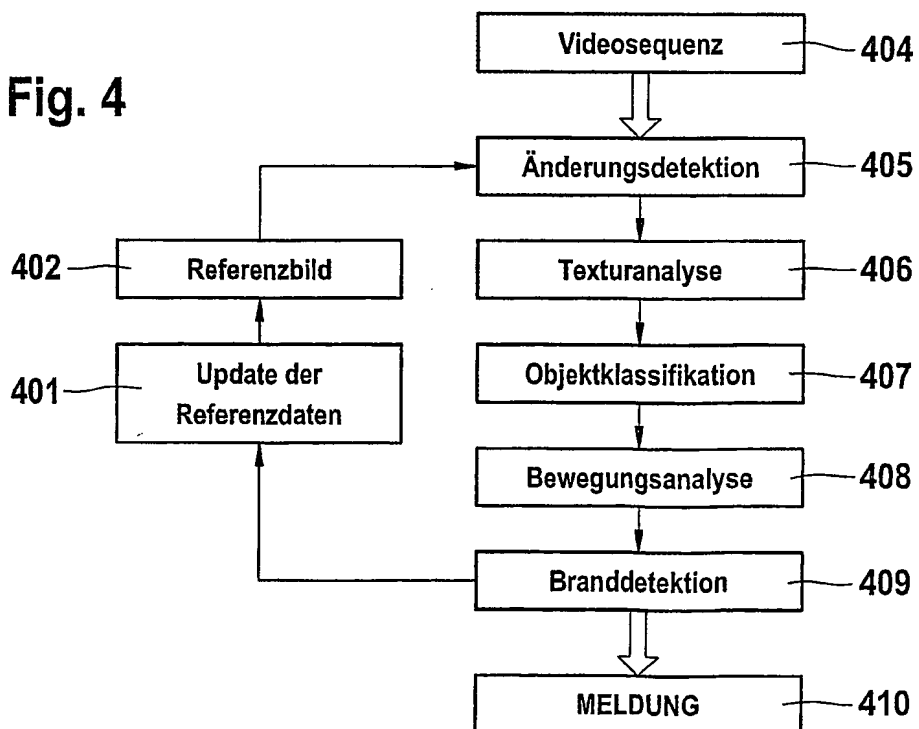 Fig. 4
Videosequenz
404
Änderungsdetektion
405
402
Referenzbild
Texturanalyse
406
401
Update der
Referenzdaten
Objektklassifikation
407
Bewegungsanalyse
408
Branddetektion
409
MELDUNG
410